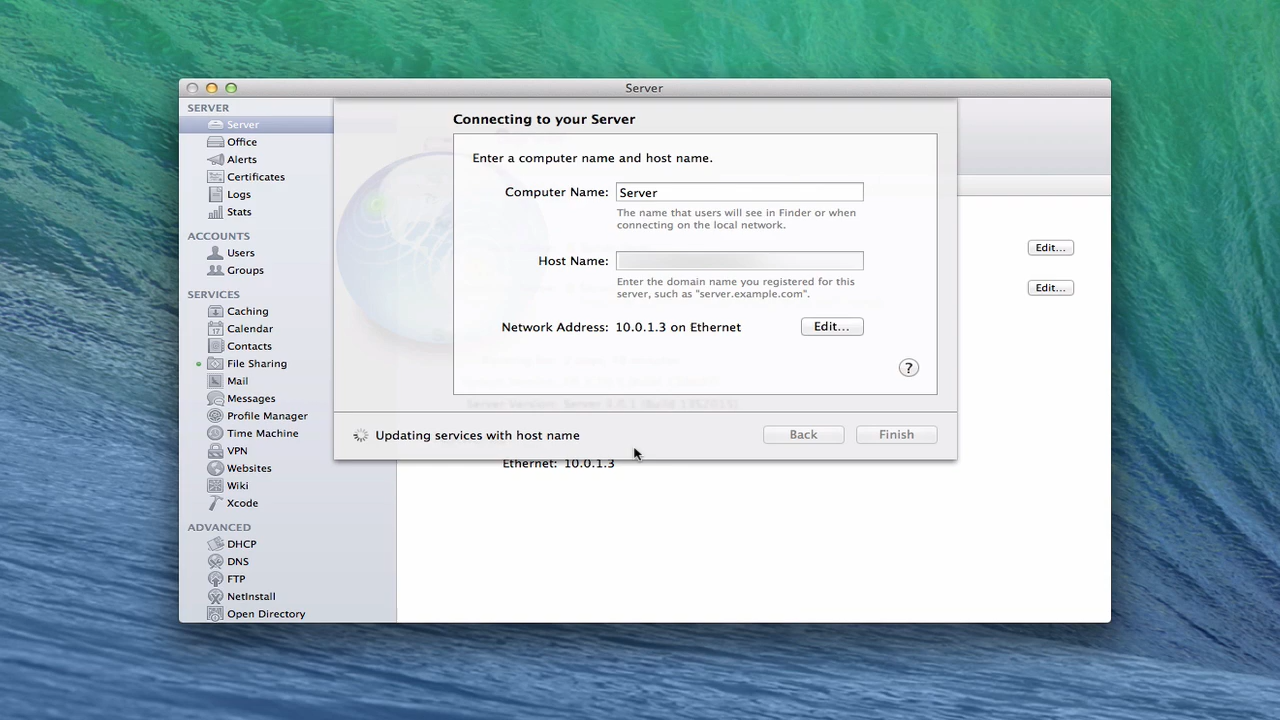 Server
SERVER
Server
Office
Alerts
Certificates
Logs
Stats
ACCOUNTS
Users
Groups
SERVICES
Caching
Calendar
Contacts
File Sharing
Mail
Messages
Profile Manager
Time Machine
VPN
Websites
Wiki
Xcode
ADVANCED
DHCP
DNS
FTP
NetInstall
Open Directory
Connecting to your Server
Enter a computer name and host name.
Computer Name: Server
The name that users will see in Finder or when
connecting on the local network.
Host Name:
Enter the domain name you registered for this
server, such as "server.example.com".
Network Address: 10.0.1.3 on Ethernet Edit...
?
Updating services with host name
Back Finish
Ethernet: 10.0.1.3
Edit...
Edit...